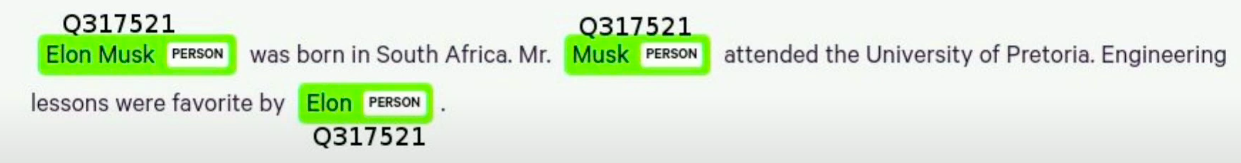 Q317521 Q317521
Elon Musk PERSON was born in South Africa. Mr. Musk PERSON attended the University of Pretoria. Engineering
lessons were favorite by Elon PERSON .
Q317521